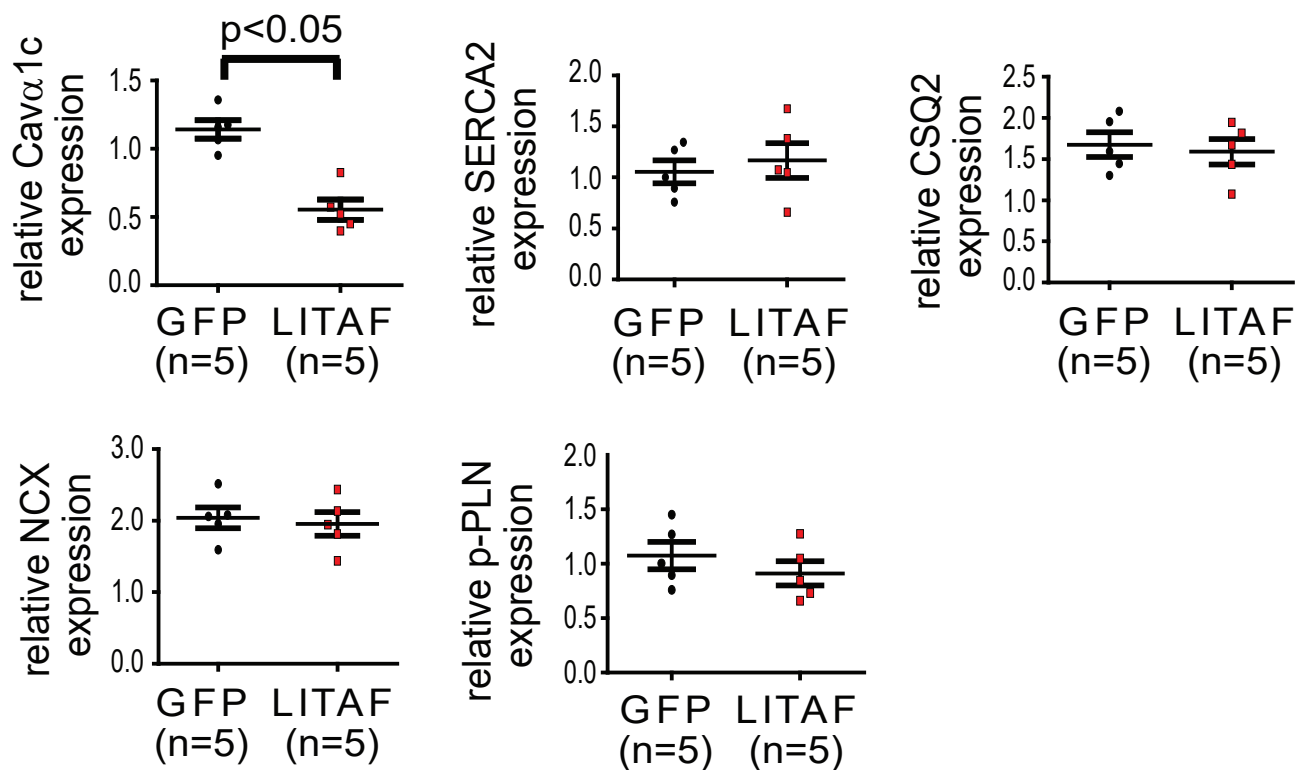 p<0.05
relative Cavα1c
expression
1.5
1.0
0.5
0.0
GFP LITAF
(n=5) (n=5)
relative SERCA2
expression
2.0
1.5
1.0
0.5
0.0
GFP LITAF
(n=5) (n=5)
relative CSQ2
expression
2.5
2.0
1.5
1.0
0.5
0.0
GFP LITAF
(n=5) (n=5)
relative NCX
expression
3.0
2.0
1.0
0.0
GFP LITAF
(n=5) (n=5)
relative p-PLN
expression
2.0
1.5
1.0
0.5
0.0
GFP LITAF
(n=5) (n=5)